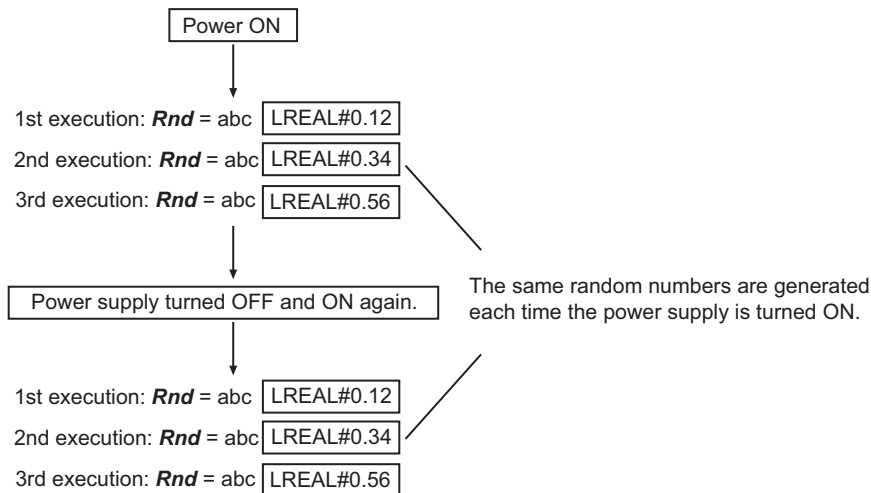 Power ON
1st execution: Rnd = abc LREAL#0.12
2nd execution: Rnd = abc LREAL#0.34
3rd execution: Rnd = abc LREAL#0.56
The same random numbers are generated
each time the power supply is turned ON.
Power supply turned OFF and ON again.
1st execution: Rnd = abc LREAL#0.12
2nd execution: Rnd = abc LREAL#0.34
3rd execution: Rnd = abc LREAL#0.56